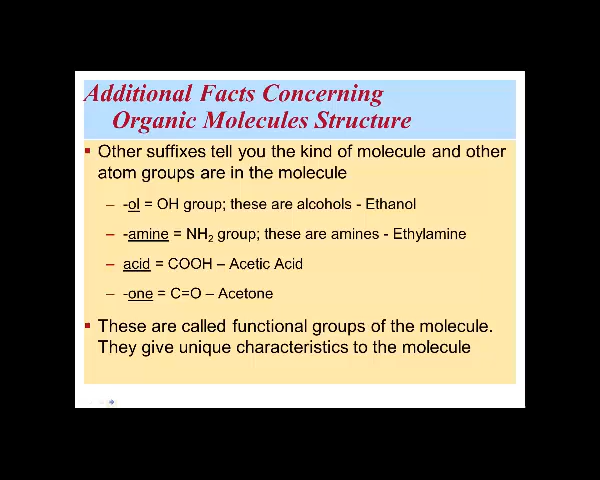 Additional Facts Concerning
Organic Molecules Structure
▪ Other suffixes tell you the kind of molecule and other
atom groups are in the molecule
– -ol = OH group; these are alcohols - Ethanol
– -amine = NH₂ group; these are amines - Ethylamine
– acid = COOH – Acetic Acid
– -one = C=O – Acetone
▪ These are called functional groups of the molecule.
They give unique characteristics to the molecule